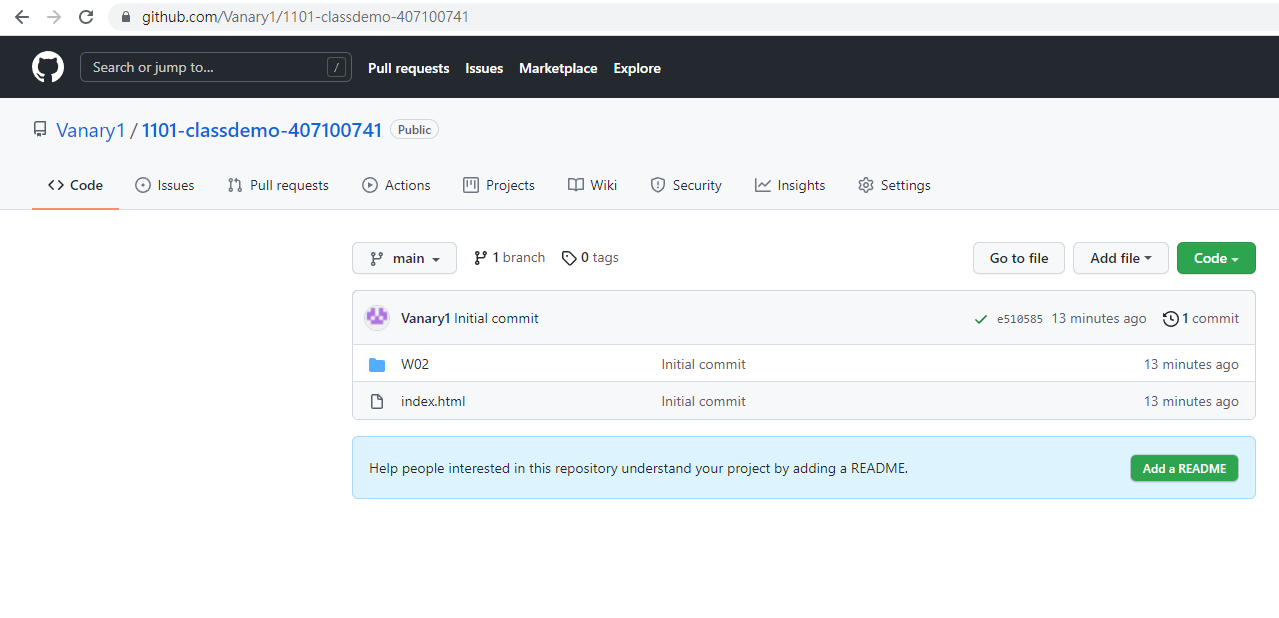 github.com/Vanary1/1101-classdemo-407100741
Search or jump to... / Pull requests Issues Marketplace Explore
Vanary1 / 1101-classdemo-407100741 Public
Code Issues Pull requests Actions Projects Wiki Security Insights Settings
main 1 branch 0 tags Go to file Add file Code
Vanary1 Initial commit e510585 13 minutes ago 1 commit
W02 Initial commit 13 minutes ago
index.html Initial commit 13 minutes ago
Help people interested in this repository understand your project by adding a README. Add a README